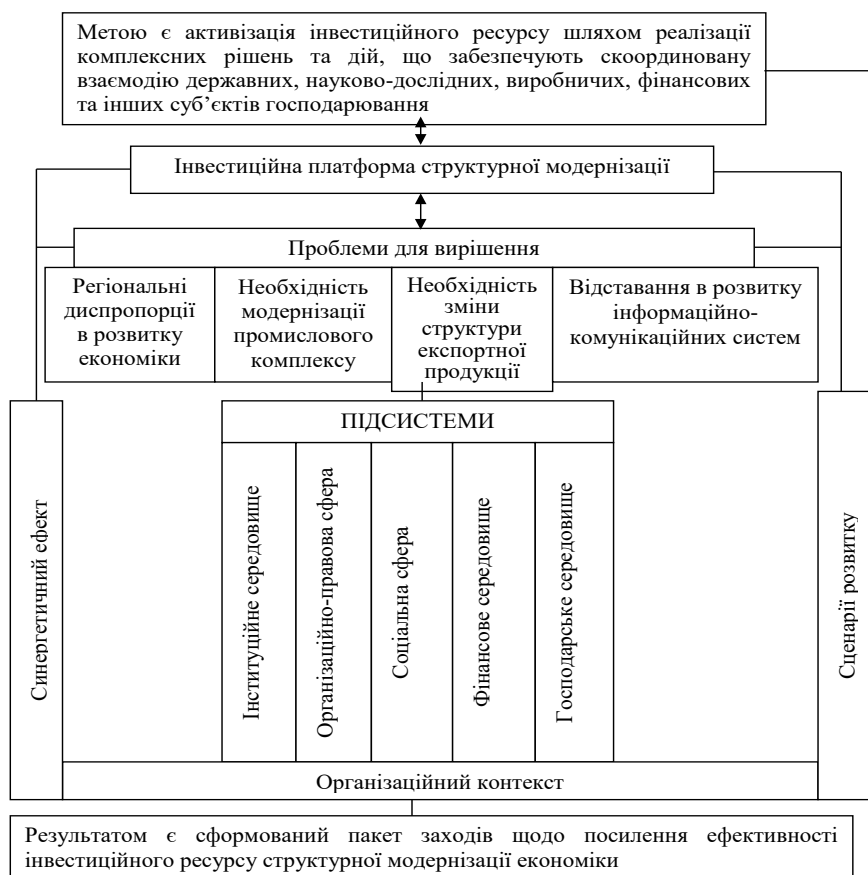 Метою є активізація інвестиційного ресурсу шляхом реалізації
комплексних рішень та дій, що забезпечують скоординовану
взаємодію державних, науково-дослідних, виробничих, фінансових
та інших суб’єктів господарювання
Інвестиційна платформа структурної модернізації
Проблеми для вирішення
Регіональні
диспропорції
в розвитку
економіки
Необхідність
модернізації
промислового
комплексу
Необхідність
зміни
структури
експортної
продукції
Відставання в розвитку
інформаційно-
комунікаційних систем
ПІДСИСТЕМИ
Синергетичний ефект
Інституційне середовище
Організаційно-правова сфера
Соціальна сфера
Фінансове середовище
Господарське середовище
Сценарії розвитку
Організаційний контекст
Результатом є сформований пакет заходів щодо посилення ефективності
інвестиційного ресурсу структурної модернізації економіки